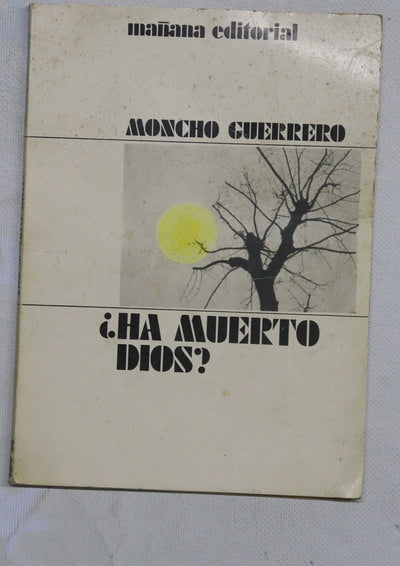 mañana editorial
MONCHO GUERRERO
¿HA MUERTO
DIOS?